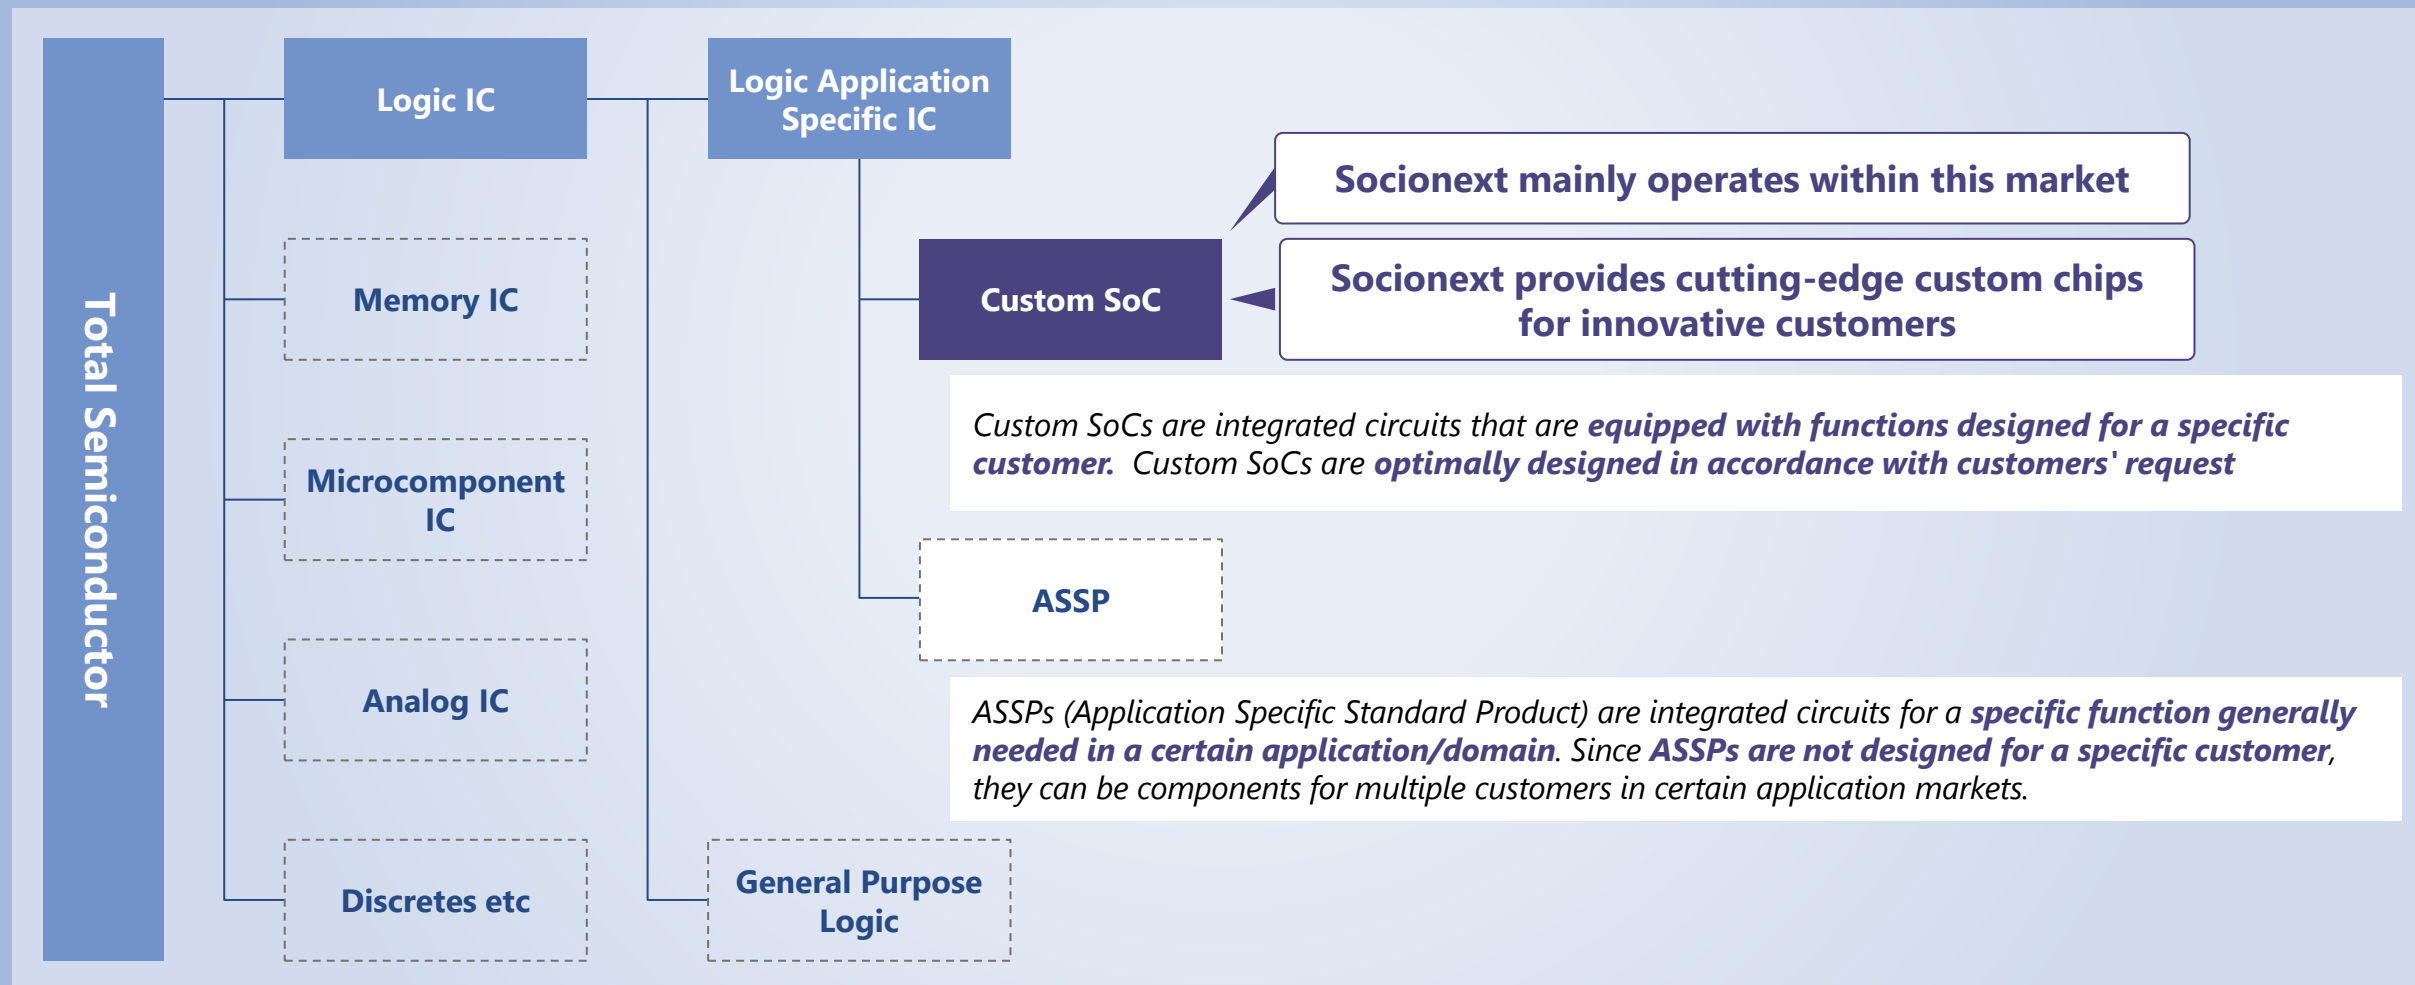 Total Semiconductor
Logic IC
Memory IC
Microcomponent
IC
Analog IC
Discretes etc
Logic Application
Specific IC
General Purpose
Logic
Custom SoC
Socionext mainly operates within this market
Socionext provides cutting-edge custom chips
for innovative customers
Custom SoCs are integrated circuits that are equipped with functions designed for a specific
customer.  Custom SoCs are optimally designed in accordance with customers' request
ASSP
ASSPs (Application Specific Standard Product) are integrated circuits for a specific function generally
needed in a certain application/domain. Since ASSPs are not designed for a specific customer,
they can be components for multiple customers in certain application markets.